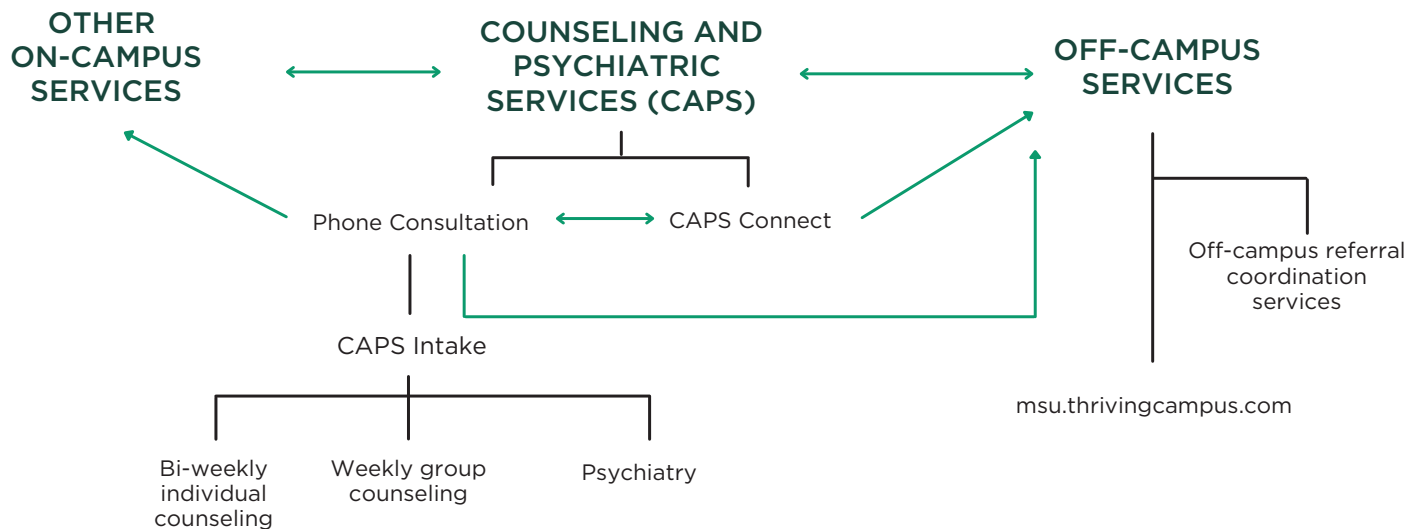 OTHER
ON-CAMPUS
SERVICES
COUNSELING AND
PSYCHIATRIC
SERVICES (CAPS)
OFF-CAMPUS
SERVICES
Phone Consultation
CAPS Connect
Off-campus referral
coordination
services
CAPS Intake
msu.thrivingcampus.com
Bi-weekly
individual
counseling
Weekly group
counseling
Psychiatry